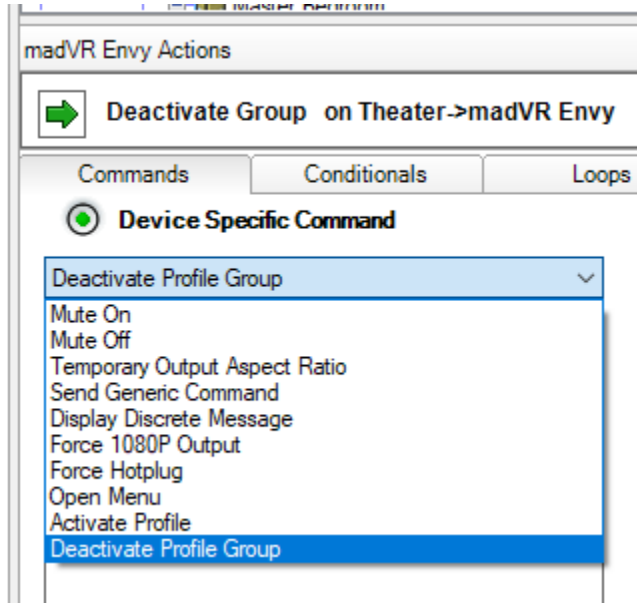 Master Bedroom
madVR Envy Actions
Deactivate Group on Theater->madVR Envy
Commands Conditionals Loops
Device Specific Command
Deactivate Profile Group
Mute On
Mute Off
Temporary Output Aspect Ratio
Send Generic Command
Display Discrete Message
Force 1080P Output
Force Hotplug
Open Menu
Activate Profile
Deactivate Profile Group